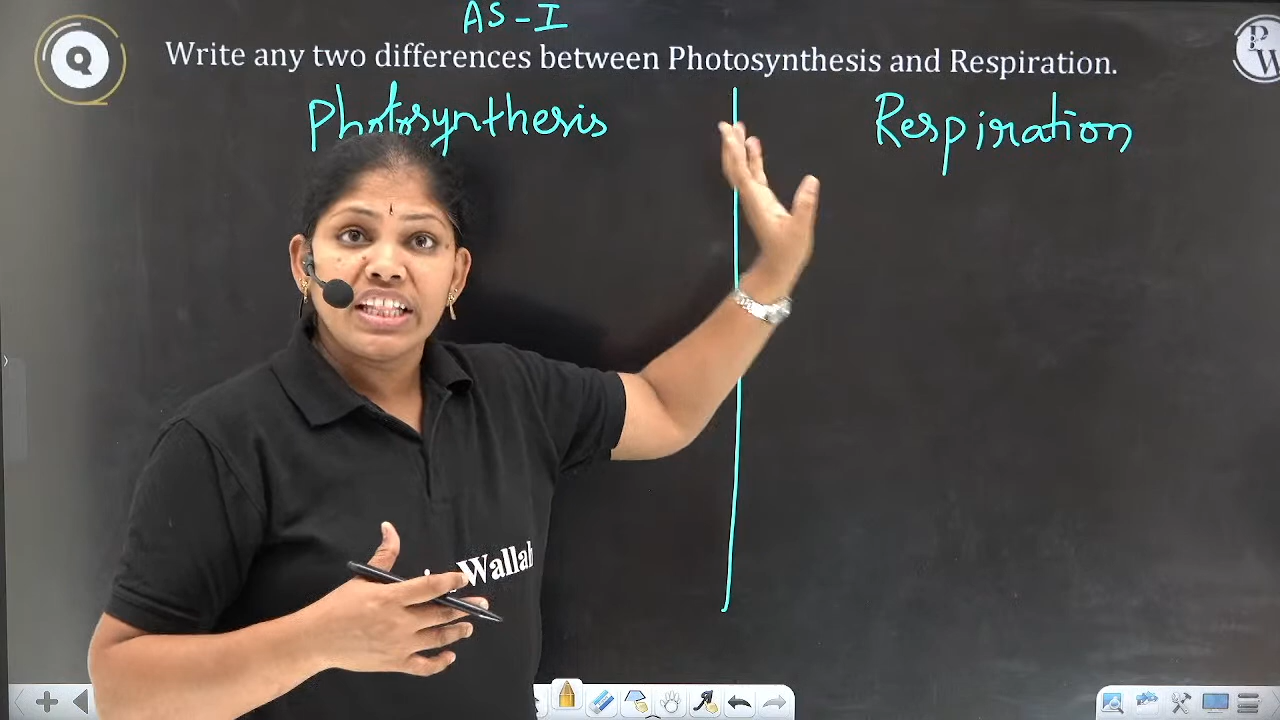 AS-I
Q
Write any two differences between Photosynthesis and Respiration.
P
W
Photosynthesis
Respiration
Wallah